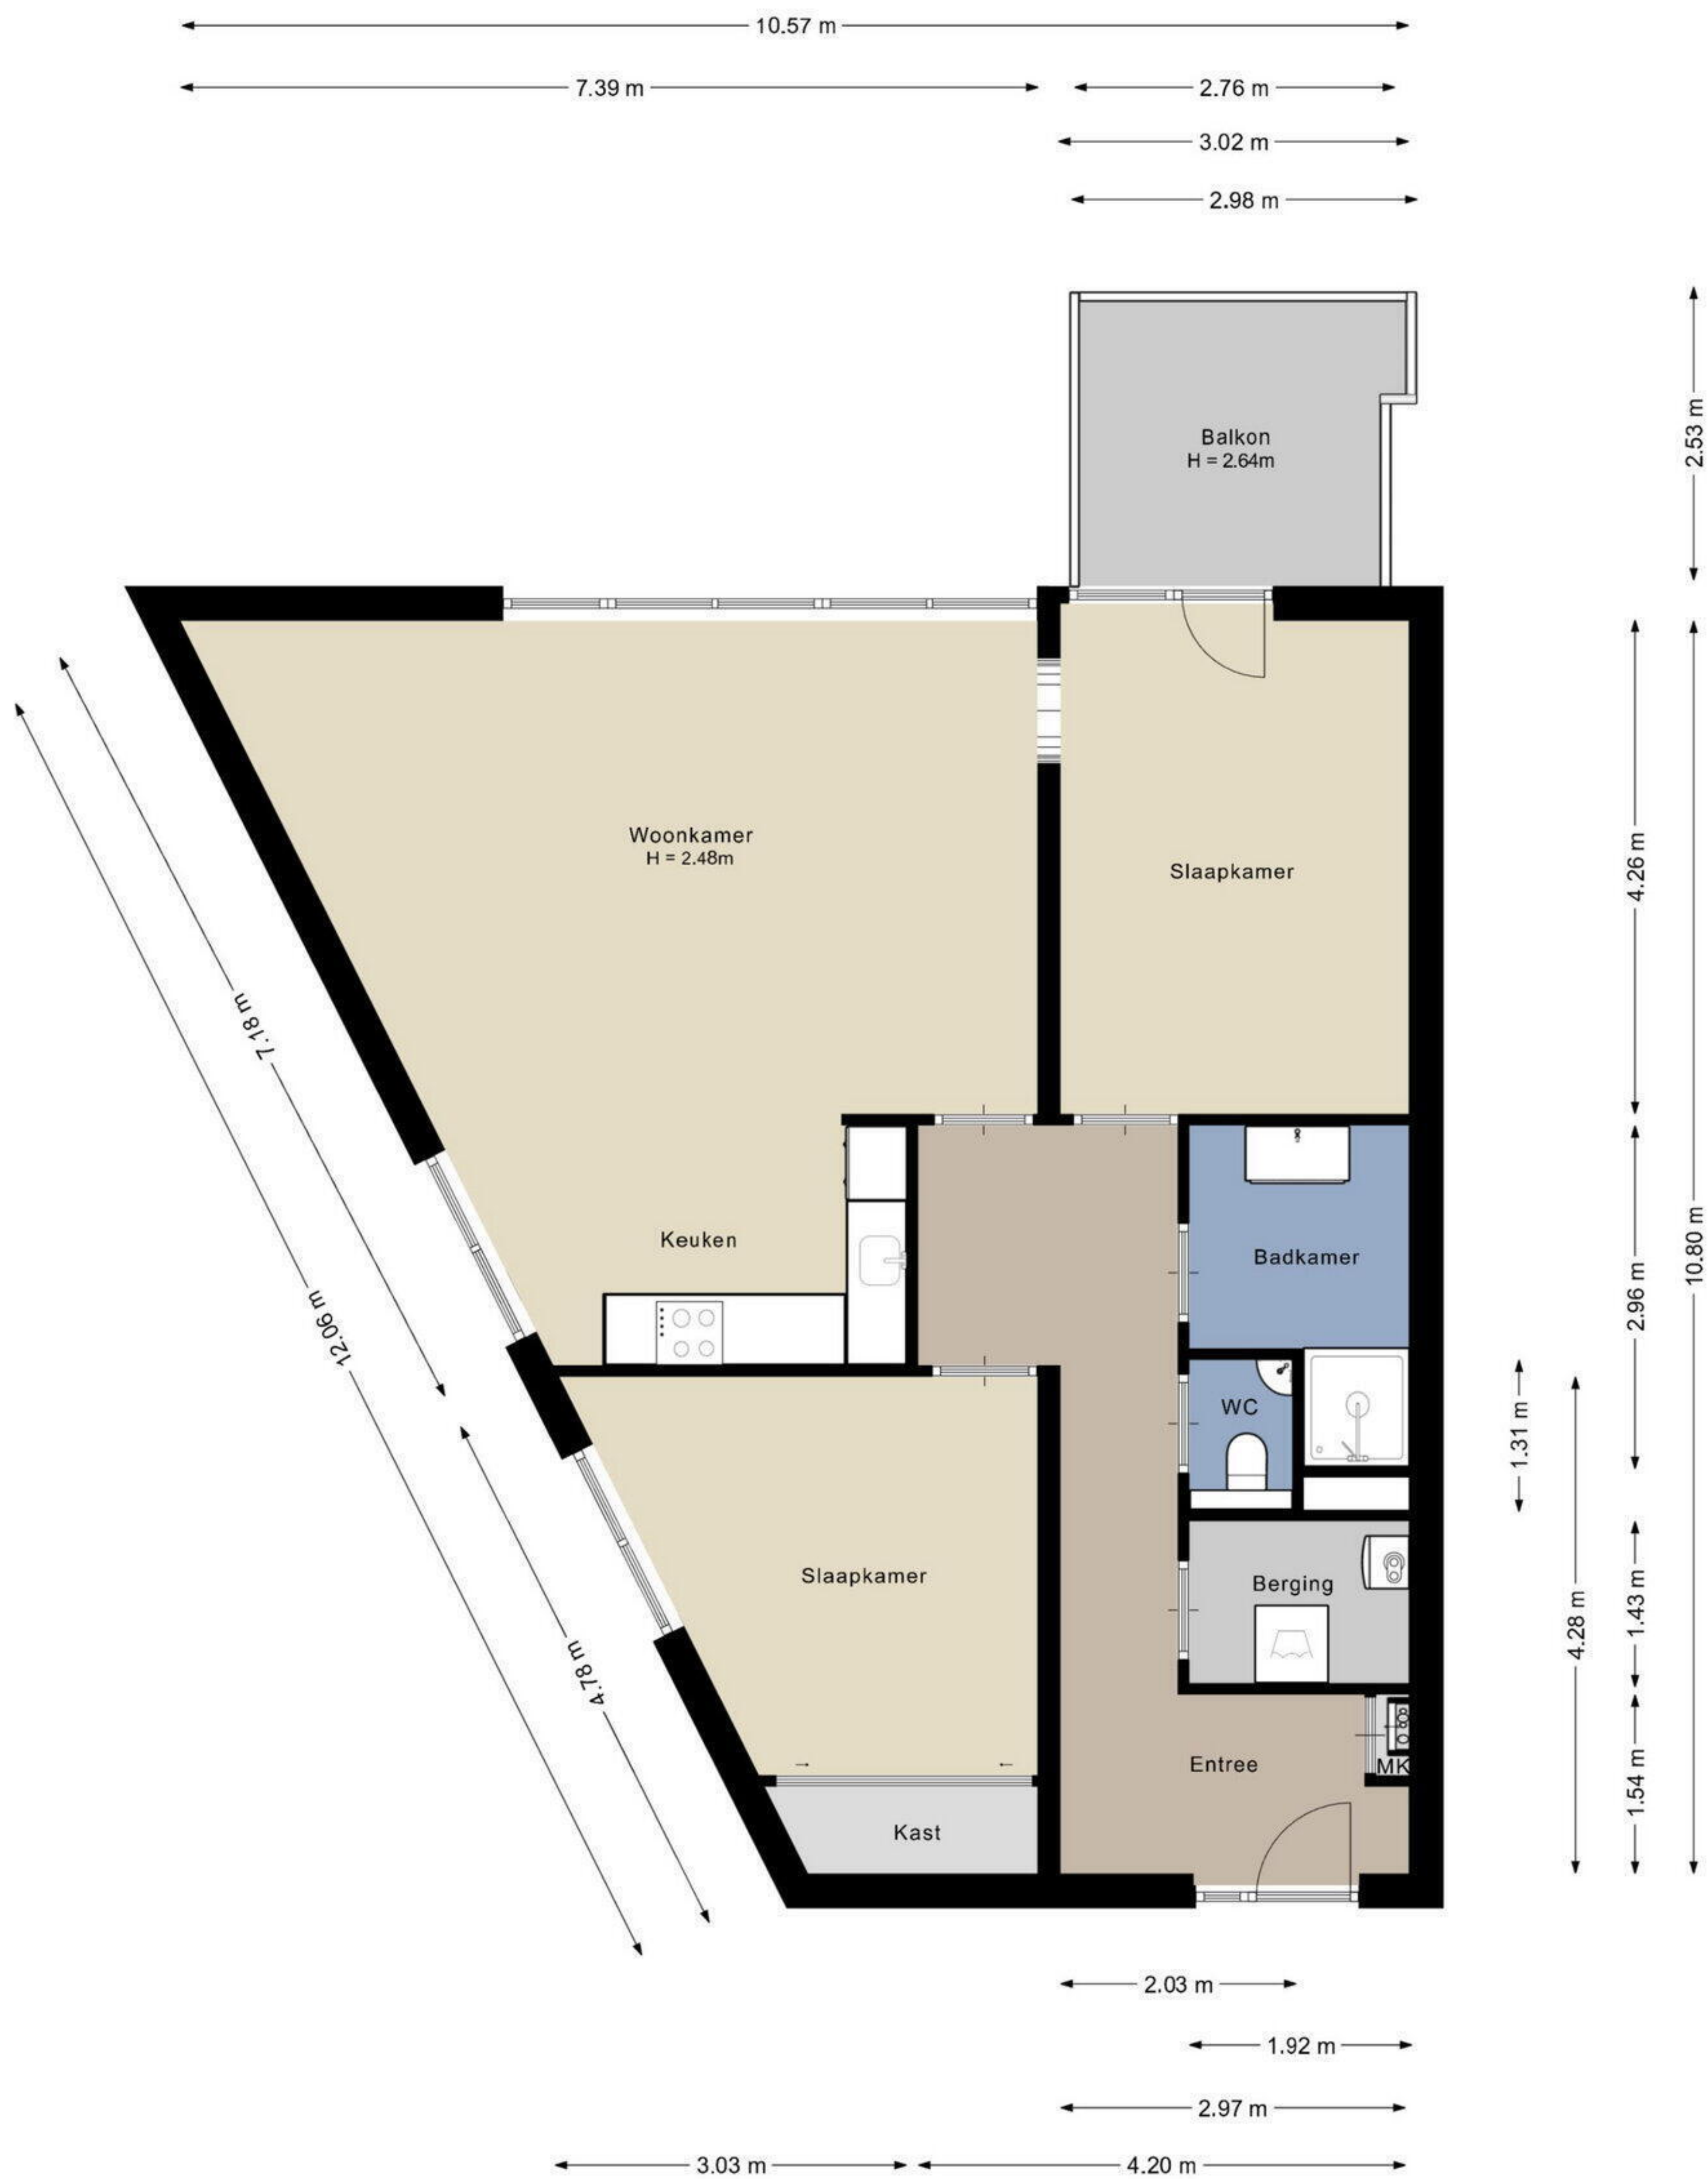 10.57 m
7.39 m
2.76 m
3.02 m
2.98 m
2.53 m
Balkon
H = 2.64m
Woonkamer
H = 2.48m
Slaapkamer
4.26 m
7.18 m
10.80 m
Keuken
Badkamer
2.96 m
12.06 m
WC
1.31 m
Slaapkamer
Berging
1.43 m
4.28 m
4.78 m
Entree
MK
1.54 m
Kast
2.03 m
1.92 m
2.97 m
3.03 m
4.20 m